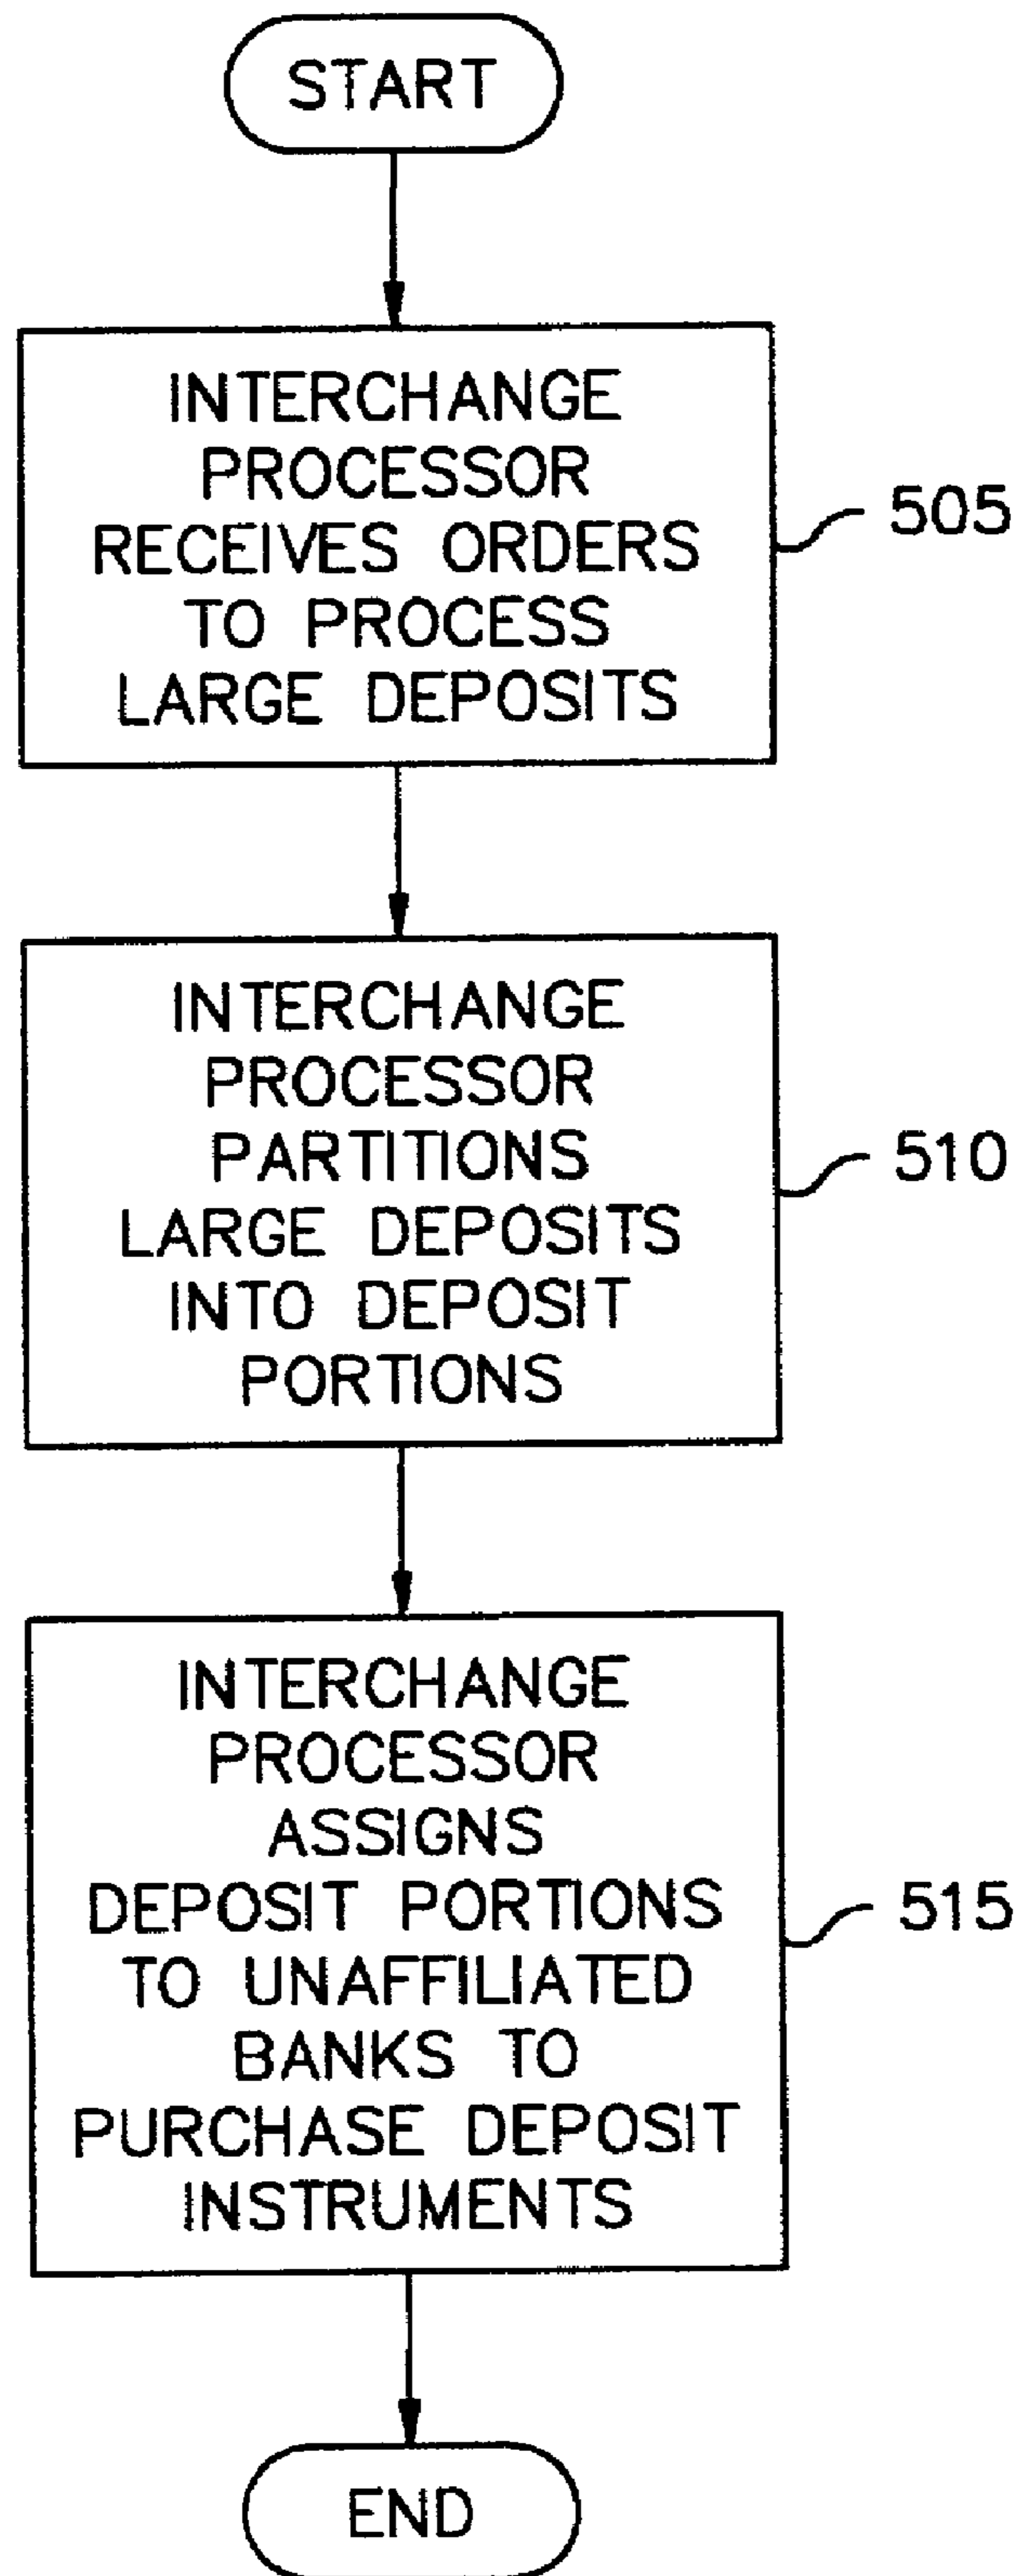 START
INTERCHANGE
PROCESSOR
RECEIVES ORDERS
TO PROCESS
LARGE DEPOSITS
505
INTERCHANGE
PROCESSOR
PARTITIONS
LARGE DEPOSITS
INTO DEPOSIT
PORTIONS
510
INTERCHANGE
PROCESSOR
ASSIGNS
DEPOSIT PORTIONS
TO UNAFFILIATED
BANKS TO
PURCHASE DEPOSIT
INSTRUMENTS
515
END